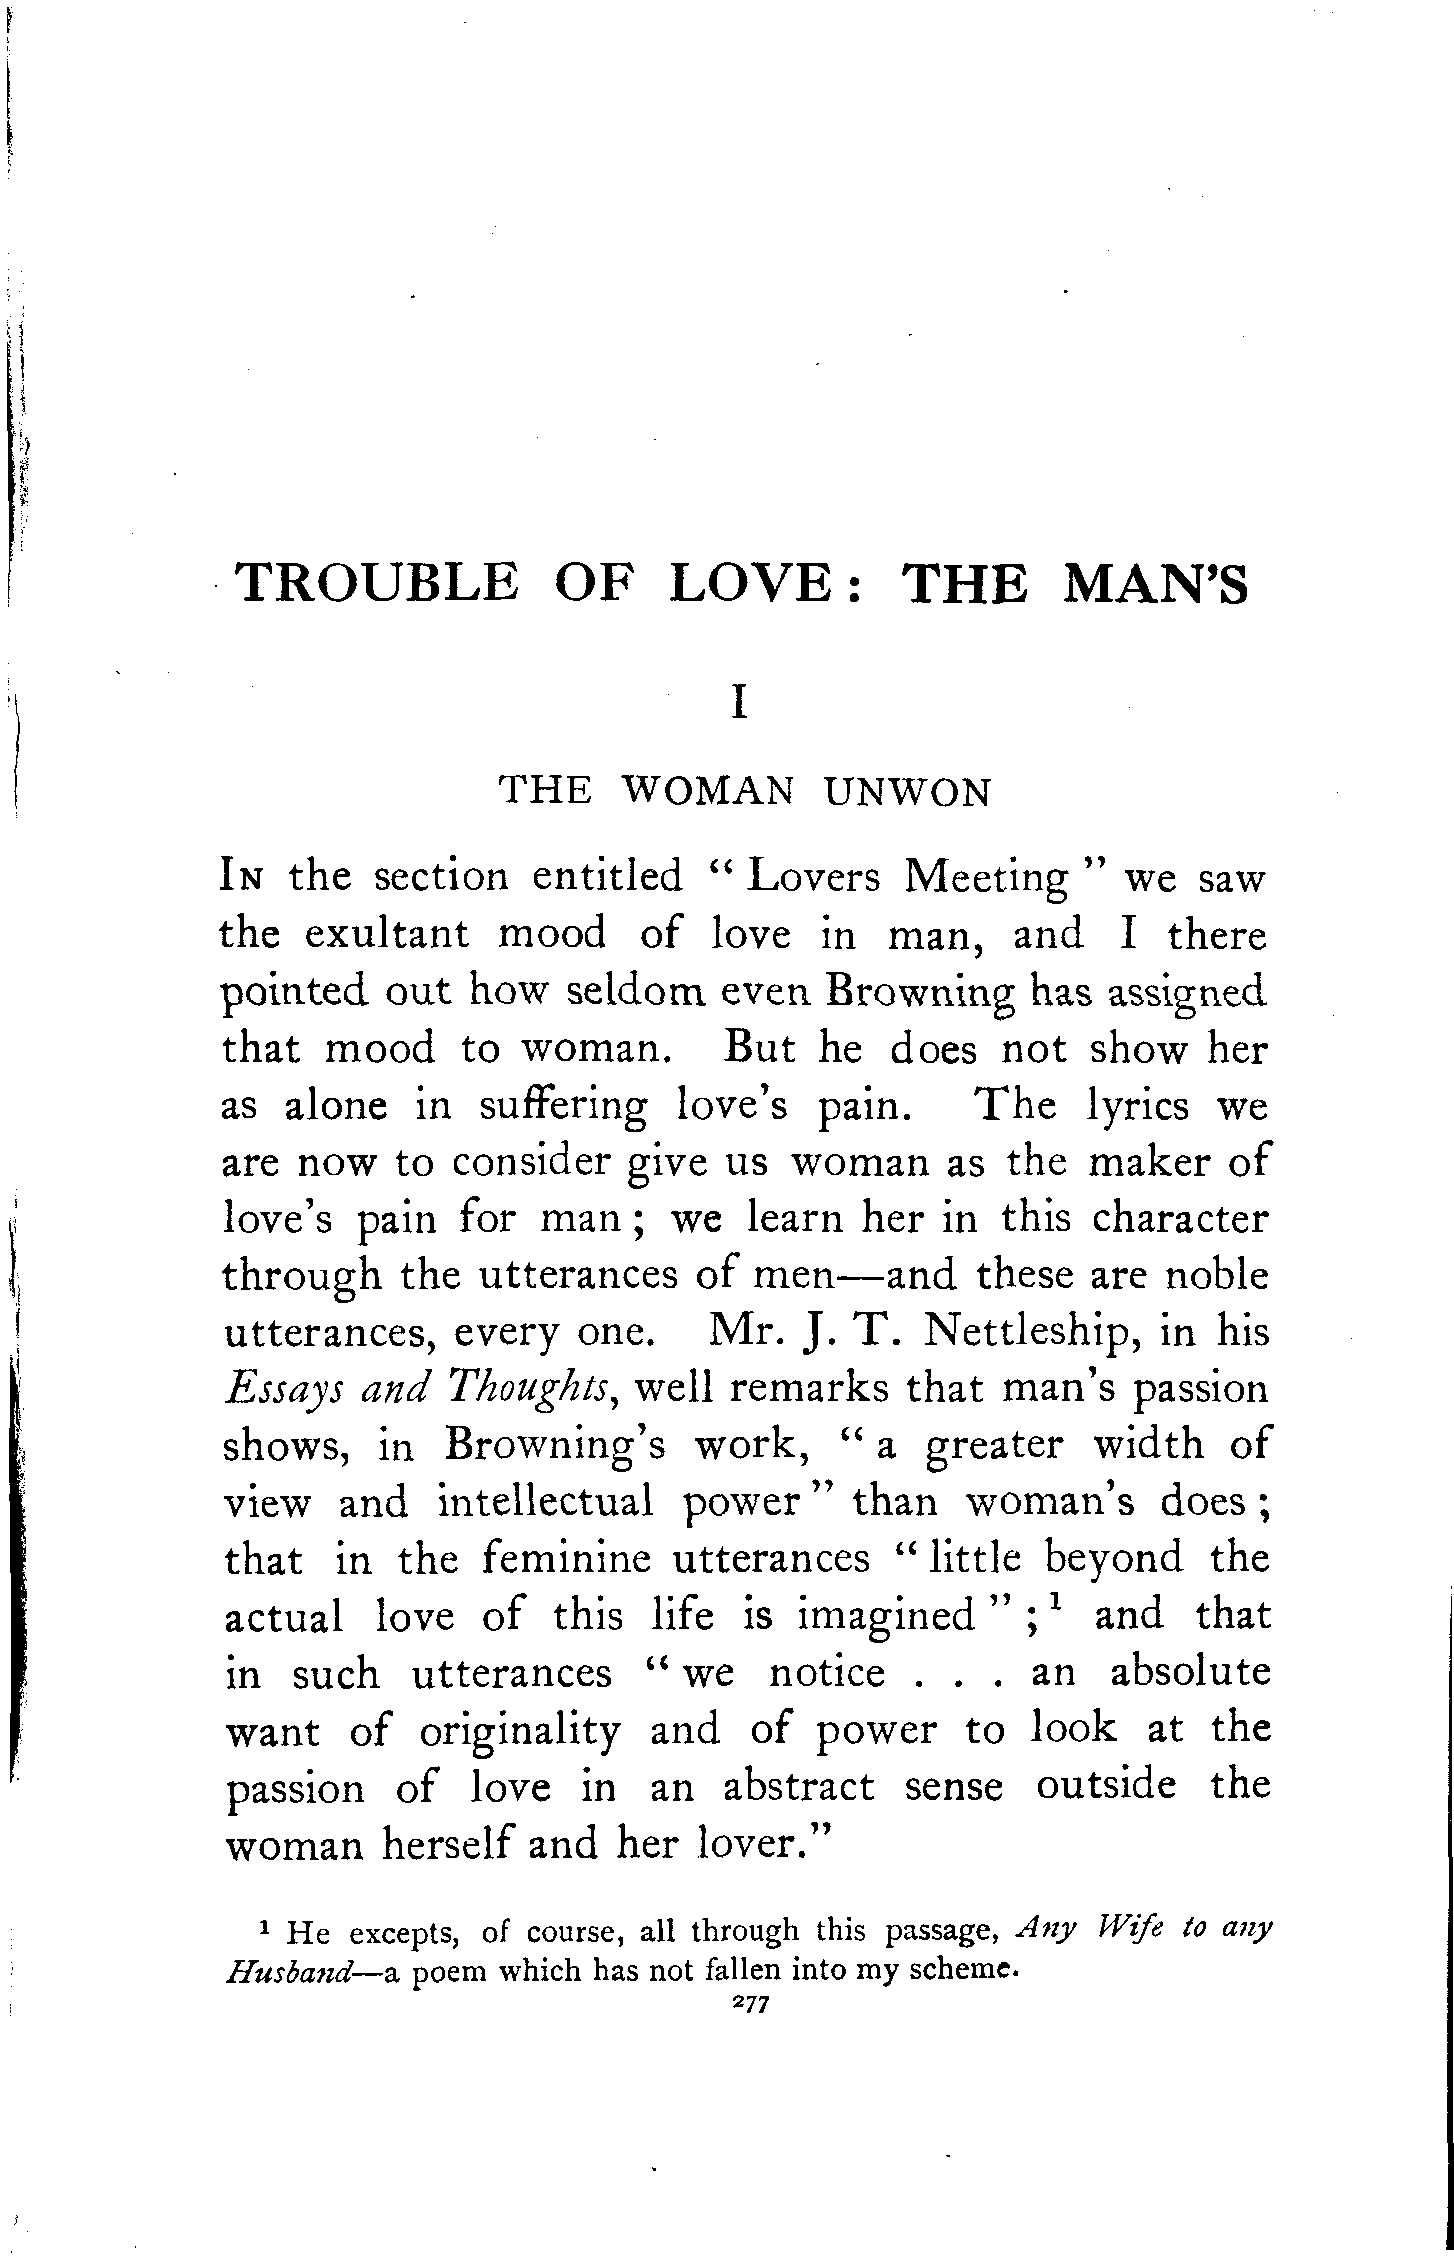 TROUBLE OF LOVE: THE MAN'S
I
THE WOMAN UNWON
IN the section entitled "Lovers Meeting" we saw
the exultant mood of love in man, and I there
pointed out how seldom even Browning has assigned
that mood to woman. But he does not show her
as alone in suffering love's pain. The lyrics we
are now to consider give us woman as the maker of
love's pain for man; we learn her in this character
through the utterances of men—and these are noble
utterances, every one. Mr. J. T. Nettleship, in his
Essays and Thoughts, well remarks that man's passion
shows, in Browning's work, "a greater width of
view and intellectual power" than woman's does;
that in the feminine utterances "little beyond the
actual love of this life is imagined";¹ and that
in such utterances "we notice . . . an absolute
want of originality and of power to look at the
passion of love in an abstract sense outside the
woman herself and her lover."
¹ He excepts, of course, all through this passage, Any Wife to any
Husband—a poem which has not fallen into my scheme.
277